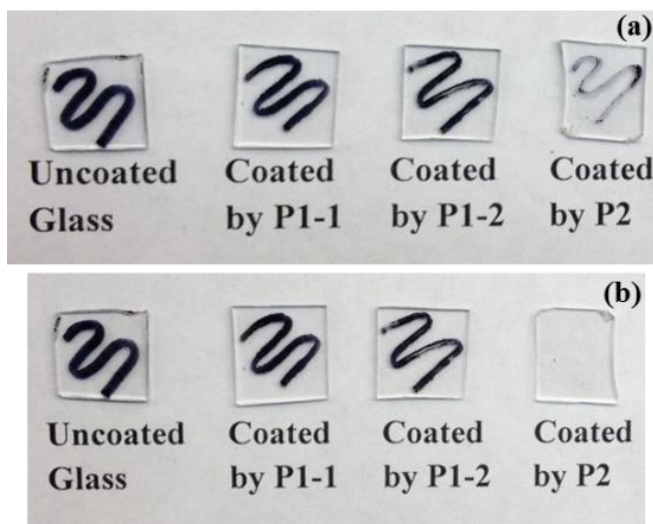 (a)
Uncoated Coated Coated Coated
Glass by P1-1 by P1-2 by P2
(b)
Uncoated Coated Coated Coated
Glass by P1-1 by P1-2 by P2